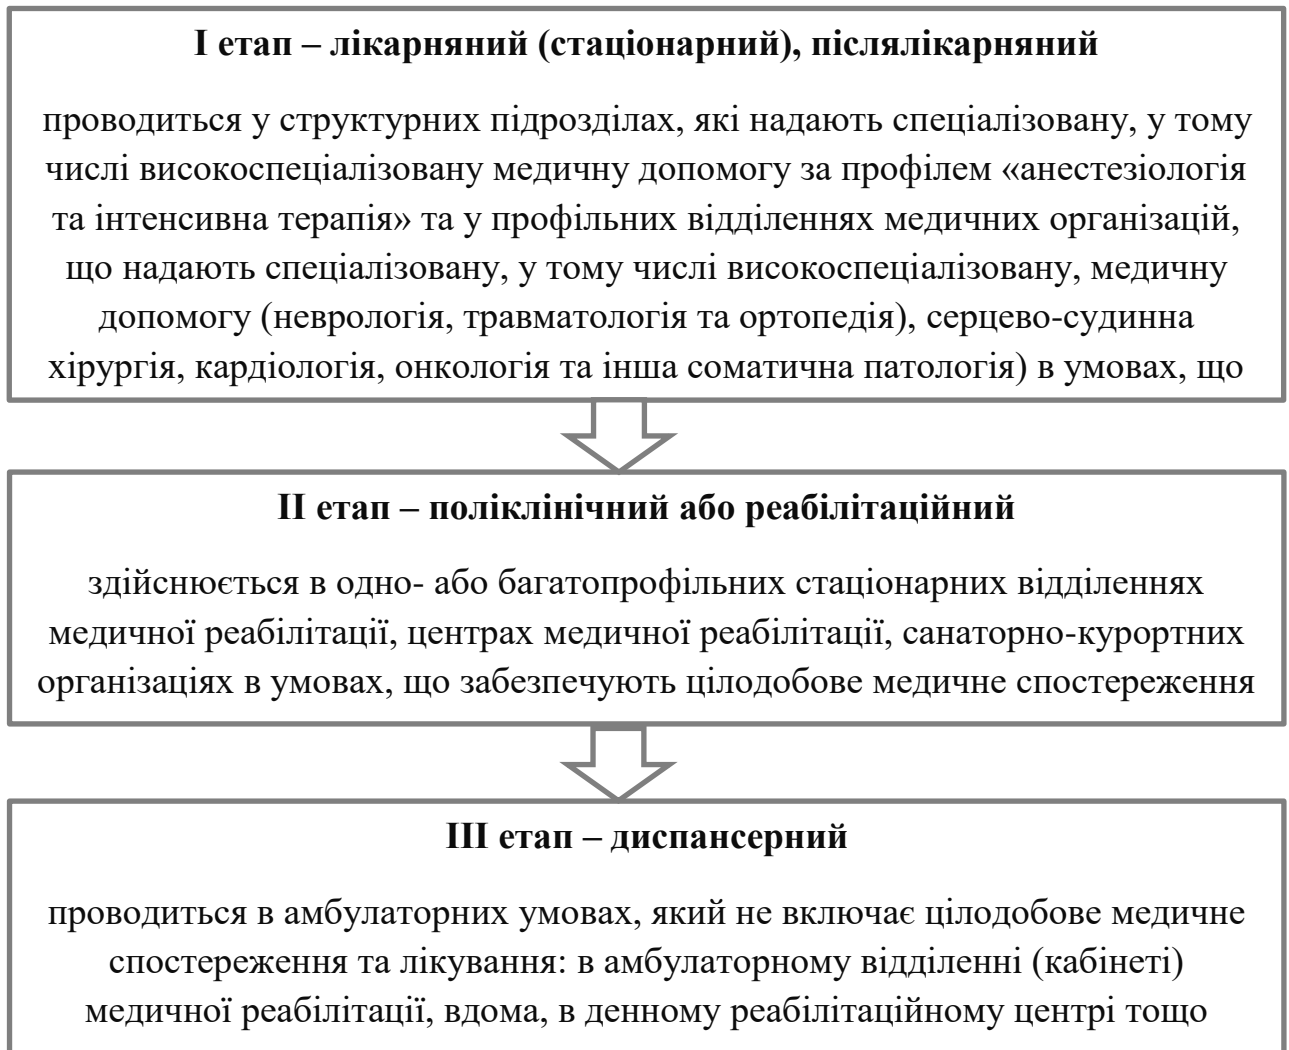 І етап – лікарняний (стаціонарний), післялікарняний
проводиться у структурних підрозділах, які надають спеціалізовану, у тому
числі високоспеціалізовану медичну допомогу за профілем «анестезіологія
та інтенсивна терапія» та у профільних відділеннях медичних організацій,
що надають спеціалізовану, у тому числі високоспеціалізовану, медичну
допомогу (неврологія, травматологія та ортопедія), серцево-судинна
хірургія, кардіологія, онкологія та інша соматична патологія) в умовах, що
ІІ етап – поліклінічний або реабілітаційний
здійснюється в одно- або багатопрофільних стаціонарних відділеннях
медичної реабілітації, центрах медичної реабілітації, санаторно-курортних
організаціях в умовах, що забезпечують цілодобове медичне спостереження
ІІІ етап – диспансерний
проводиться в амбулаторних умовах, який не включає цілодобове медичне
спостереження та лікування: в амбулаторному відділенні (кабінеті)
медичної реабілітації, вдома, в денному реабілітаційному центрі тощо